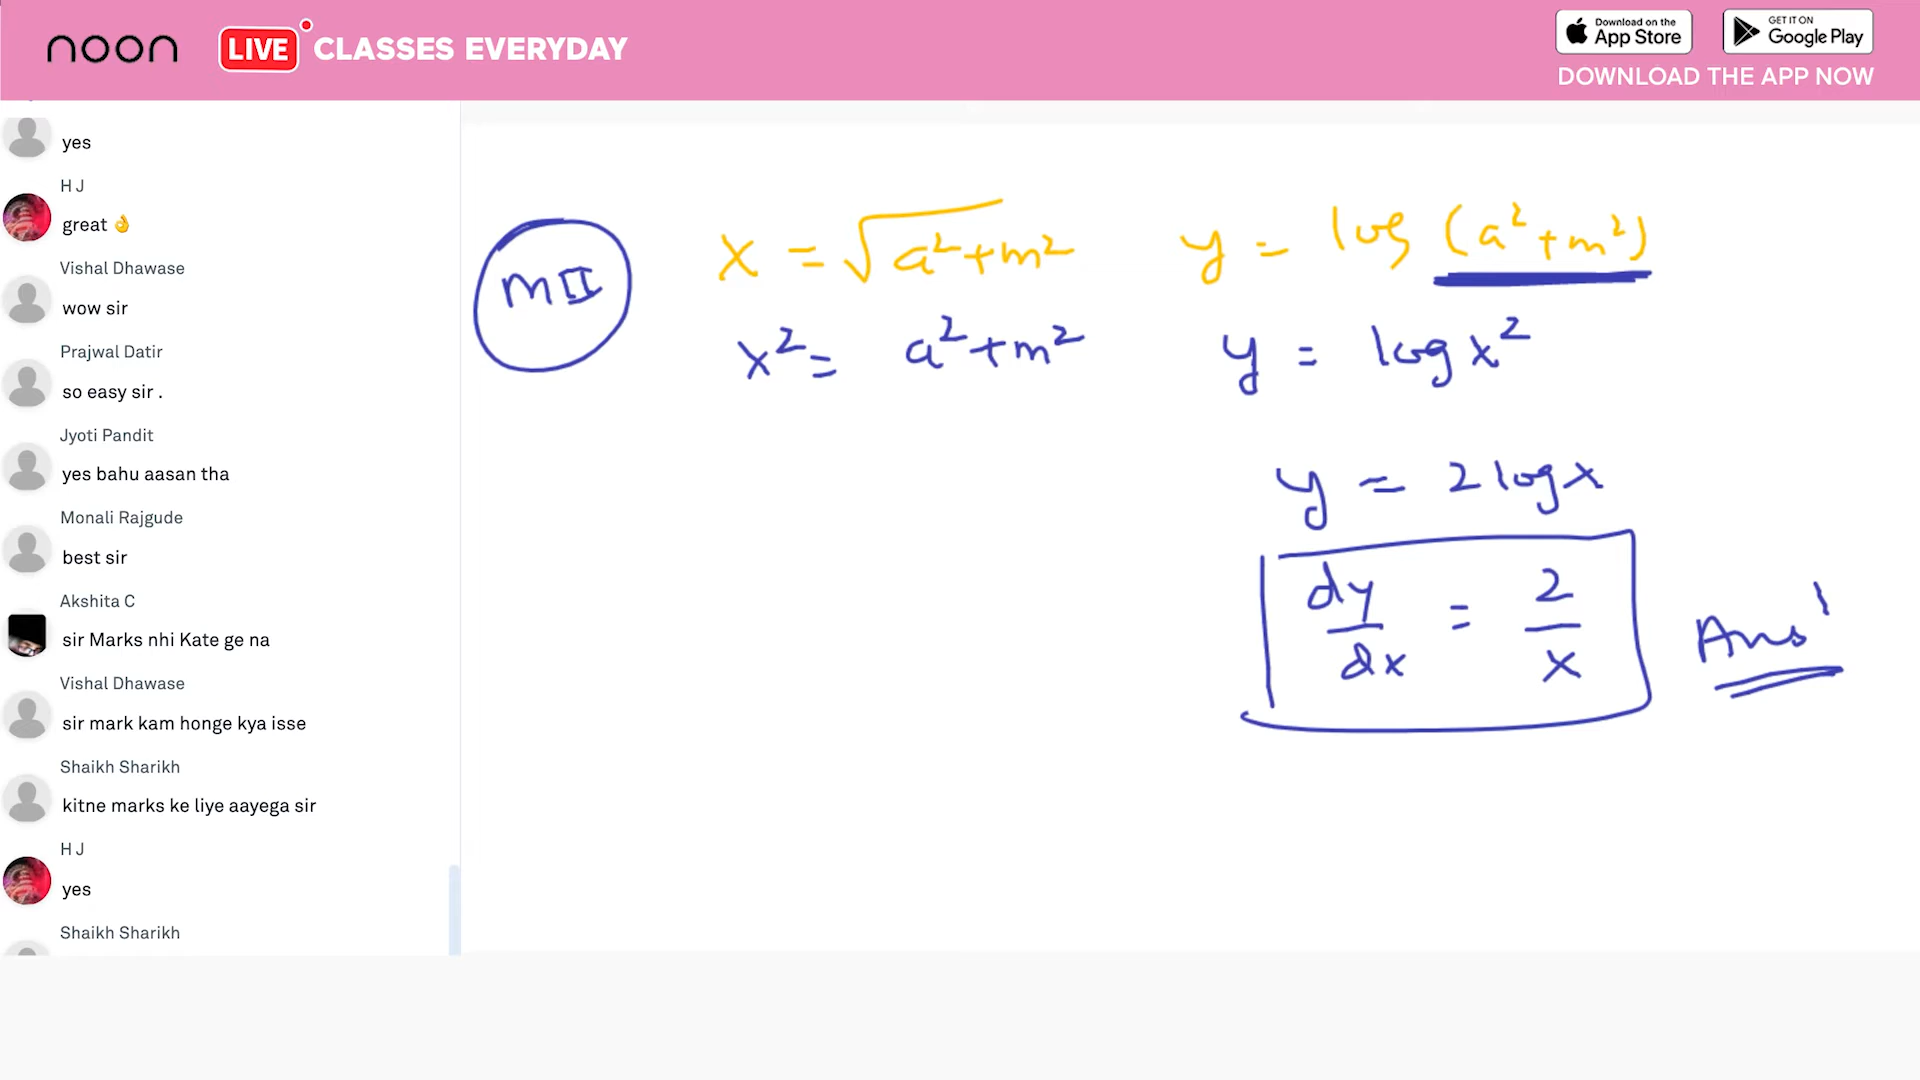 noon LIVE CLASSES EVERYDAY
Download on the App Store
GET IT ON Google Play
DOWNLOAD THE APP NOW
yes
H J
great 👌
Vishal Dhawase
wow sir
Prajwal Datir
so easy sir .
Jyoti Pandit
yes bahu aasan tha
Monali Rajgude
best sir
Akshita C
sir Marks nhi Kate ge na
Vishal Dhawase
sir mark kam honge kya isse
Shaikh Sharikh
kitne marks ke liye aayega sir
H J
yes
Shaikh Sharikh
MII
x = √a²+m² y = log (a²+m²)
x² = a²+m² y = log x²
y = 2 log x
dy/dx = 2/x Ans